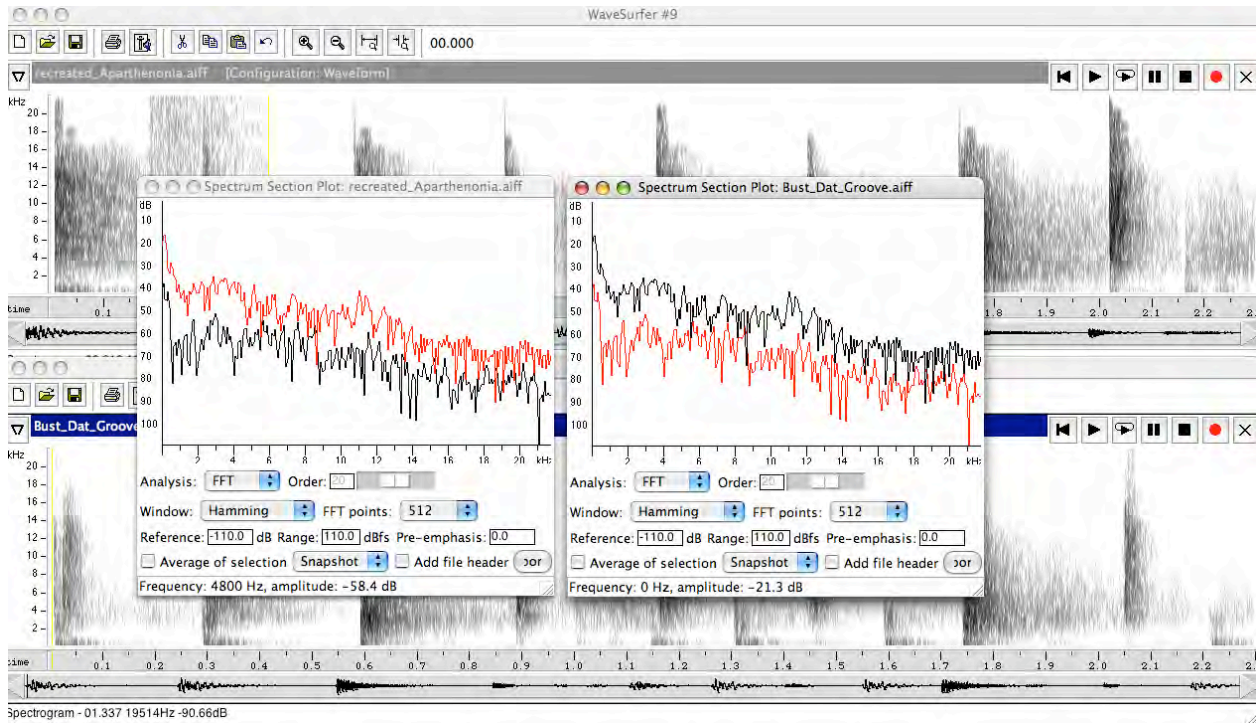 WaveSurfer #9
00.000
recreated_Aparthenonia.aiff [Configuration: Waveform]
kHz
20
18
16
14
12
10
8
6
4
2
time 0.1 1.8 1.9 2.0 2.1 2.2 2.
Spectrum Section Plot: recreated_Aparthenonia.aiff
dB
10
20
30
40
50
60
70
80
90
100
2 4 6 8 10 12 14 16 18 20 kHz
Analysis: FFT Order: 20
Window: Hamming FFT points: 512
Reference: -110.0 dB Range: 110.0 dBfs Pre-emphasis: 0.0
Average of selection Snapshot Add file header por
Frequency: 4800 Hz, amplitude: -58.4 dB
Spectrum Section Plot: Bust_Dat_Groove.aiff
dB
10
20
30
40
50
60
70
80
90
100
2 4 6 8 10 12 14 16 18 20 kHz
Analysis: FFT Order: 20
Window: Hamming FFT points: 512
Reference: -110.0 dB Range: 110.0 dBfs Pre-emphasis: 0.0
Average of selection Snapshot Add file header por
Frequency: 0 Hz, amplitude: -21.3 dB
Bust_Dat_Groove
kHz
20
18
16
14
12
10
8
6
4
2
time 0.1 0.2 0.3 0.4 0.5 0.6 0.7 0.8 0.9 1.0 1.1 1.2 1.3 1.4 1.5 1.6 1.7 1.8 1.9 2.0 2.1 2.2 2.
Spectrogram - 01.337 19514Hz -90.66dB